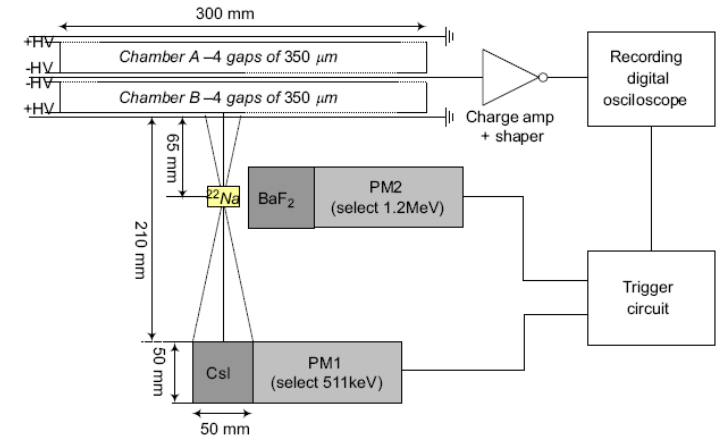 300 mm
+HV
Chamber A –4 gaps of 350 μm
-HV
-HV
Chamber B –4 gaps of 350 μm
+HV
Charge amp
+ shaper
Recording
digital
osciloscope
65 mm
22Na
BaF2
PM2
(select 1.2MeV)
210 mm
Trigger
circuit
50 mm
CsI
PM1
(select 511keV)
50 mm